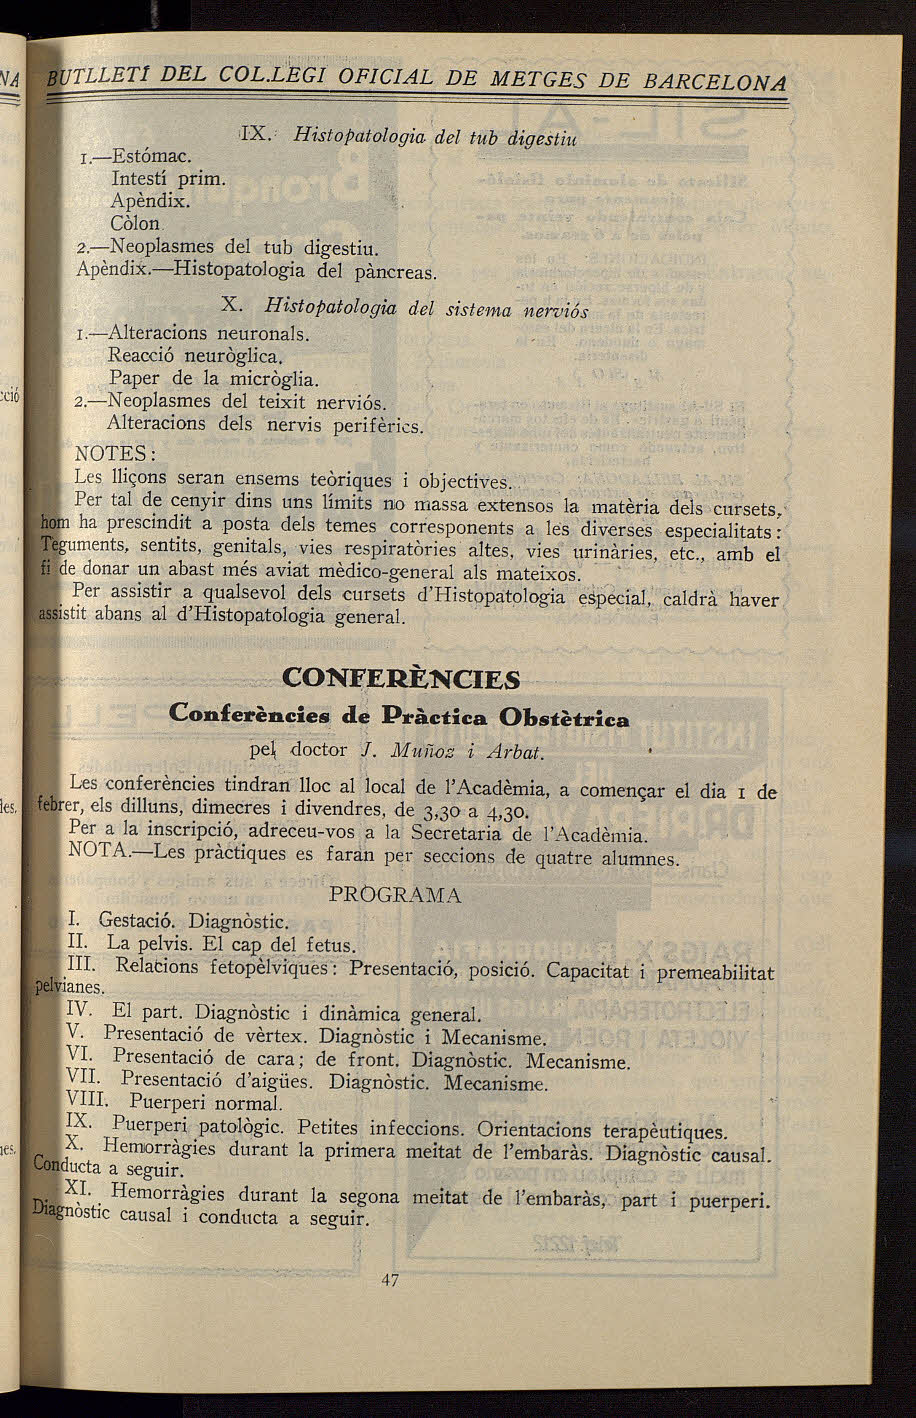 BUTLLETÍ DEL COL.LEGI OFICIAL DE METGES DE BARCELONA
IX. Histopatologia del tub digestiu
1.—Estómac.
Intestí prim.
Apèndix.
Còlon.
2.—Neoplasmes del tub digestiu.
Apèndix.—Histopatologia del pàncreas.
X. Histopatologia del sistema nerviós
1.—Alteracions neuronals.
Reacció neuròglica.
Paper de la micròglia.
2.—Neoplasmes del teixit nerviós.
Alteracions dels nervis perifèrics.
NOTES:
Les lliçons seran ensems teòriques i objectives.
Per tal de cenyir dins uns límits no massa extensos la matèria dels cursets,
hom ha prescindit a posta dels temes corresponents a les diverses especialitats:
Teguments, sentits, genitals, vies respiratòries altes, vies urinàries, etc., amb el
fi de donar un abast més aviat mèdico-general als mateixos.
Per assistir a qualsevol dels cursets d'Histopatologia especial, caldrà haver
assistit abans al d'Histopatologia general.
CONFERÈNCIES
Conferències de Pràctica Obstètrica
pel doctor J. Muñoz i Arbat.
Les conferències tindran lloc al local de l'Acadèmia, a començar el dia 1 de
febrer, els dilluns, dimecres i divendres, de 3,30 a 4,30.
Per a la inscripció, adreceu-vos a la Secretaria de l'Acadèmia.
NOTA.—Les pràctiques es faran per seccions de quatre alumnes.
PROGRAMA
I. Gestació. Diagnòstic.
II. La pelvis. El cap del fetus.
III. Relacions fetopèlviques: Presentació, posició. Capacitat i premeabilitat
pelvianes.
IV. El part. Diagnòstic i dinàmica general.
V. Presentació de vèrtex. Diagnòstic i Mecanisme.
VI. Presentació de cara; de front. Diagnòstic. Mecanisme.
VII. Presentació d'aigües. Diagnòstic. Mecanisme.
VIII. Puerperi normal.
IX. Puerperi patològic. Petites infeccions. Orientacions terapèutiques.
X. Hemorràgies durant la primera meitat de l'embaràs. Diagnòstic causal.
Conducta a seguir.
XI. Hemorràgies durant la segona meitat de l'embaràs, part i puerperi.
Diagnòstic causal i conducta a seguir.
47